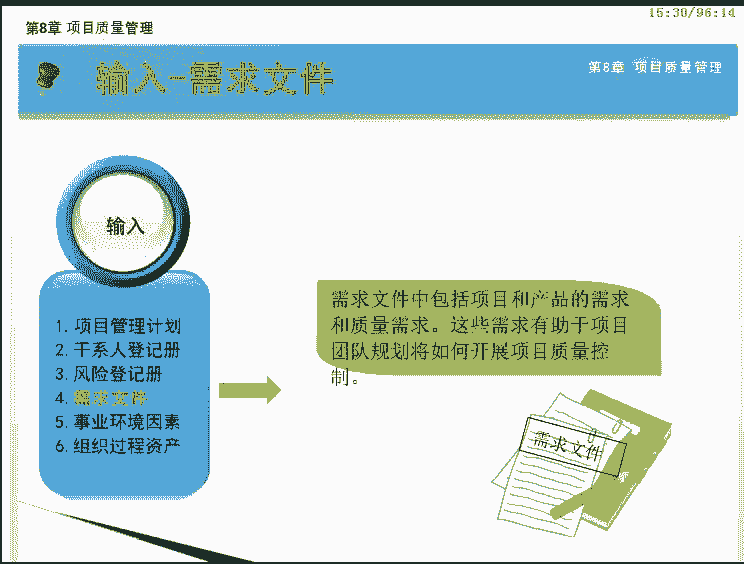 15:30/96:14
第8章 项目质量管理
输入-需求文件
第8章 项目质量管理
输入
1. 项目管理计划
2. 干系人登记册
3. 风险登记册
4. 需求文件
5. 事业环境因素
6. 组织过程资产
需求文件中包括项目和产品的需求
和质量需求。这些需求有助于项目
团队规划将如何开展项目质量控
制。
需求文件